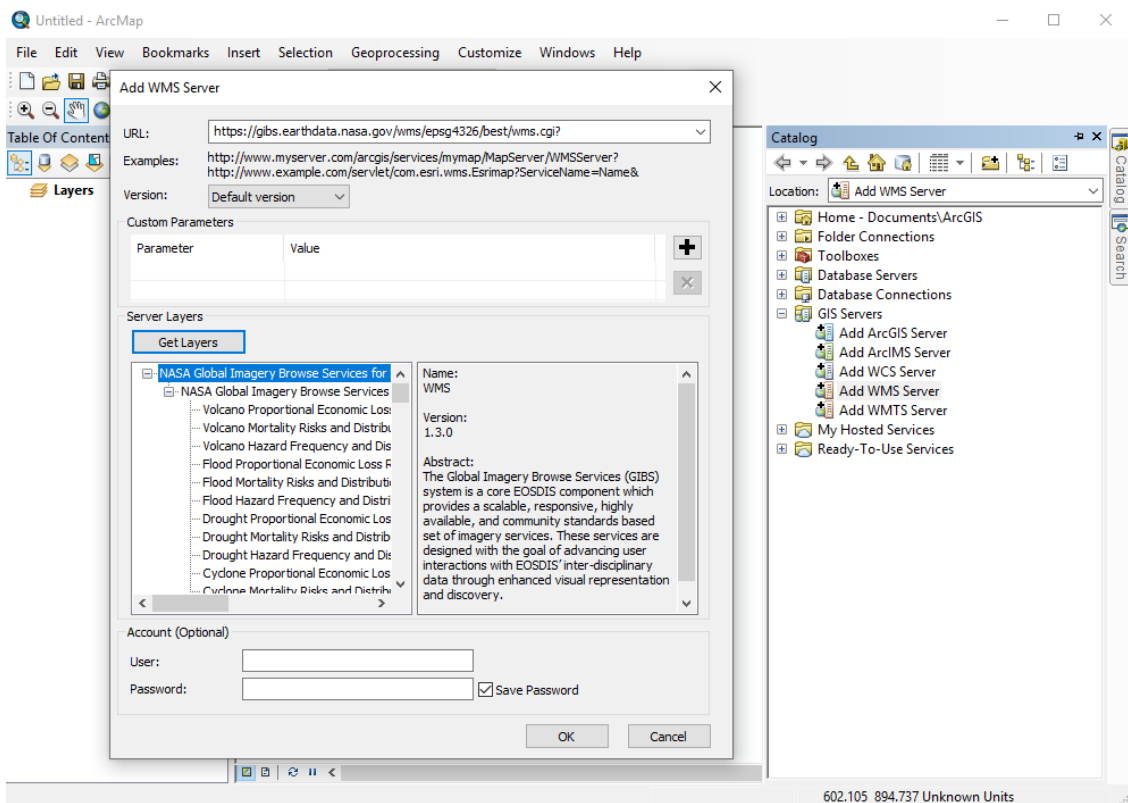 Untitled - ArcMap
File Edit View Bookmarks Insert Selection Geoprocessing Customize Windows Help
Add WMS Server
URL: https://gibs.earthdata.nasa.gov/wms/epsg4326/best/wms.cgi?
Examples: http://www.myserver.com/arcgis/services/mymap/MapServer/WMSServer?
http://www.example.com/servlet/com.esri.wms.Esrimap?ServiceName=Name&
Version: Default version
Custom Parameters
Parameter Value
Server Layers
Get Layers
NASA Global Imagery Browse Services for
NASA Global Imagery Browse Services
Volcano Proportional Economic Los
Volcano Mortality Risks and Distribu
Volcano Hazard Frequency and Dis
Flood Proportional Economic Loss R
Flood Mortality Risks and Distributi
Flood Hazard Frequency and Distri
Drought Proportional Economic Los
Drought Mortality Risks and Distrib
Drought Hazard Frequency and Dis
Cyclone Proportional Economic Los
Cyclone Mortality Risks and Distribu
Name:
WMS
Version:
1.3.0
Abstract:
The Global Imagery Browse Services (GIBS)
system is a core EOSDIS component which
provides a scalable, responsive, highly
available, and community standards based
set of imagery services. These services are
designed with the goal of advancing user
interactions with EOSDIS' inter-disciplinary
data through enhanced visual representation
and discovery.
Account (Optional)
User:
Password:
Save Password
OK Cancel
Table Of Content
Layers
Catalog
Location: Add WMS Server
Home - Documents\ArcGIS
Folder Connections
Toolboxes
Database Servers
Database Connections
GIS Servers
Add ArcGIS Server
Add ArcIMS Server
Add WCS Server
Add WMS Server
Add WMTS Server
My Hosted Services
Ready-To-Use Services
Catalog
Search
602.105 894.737 Unknown Units